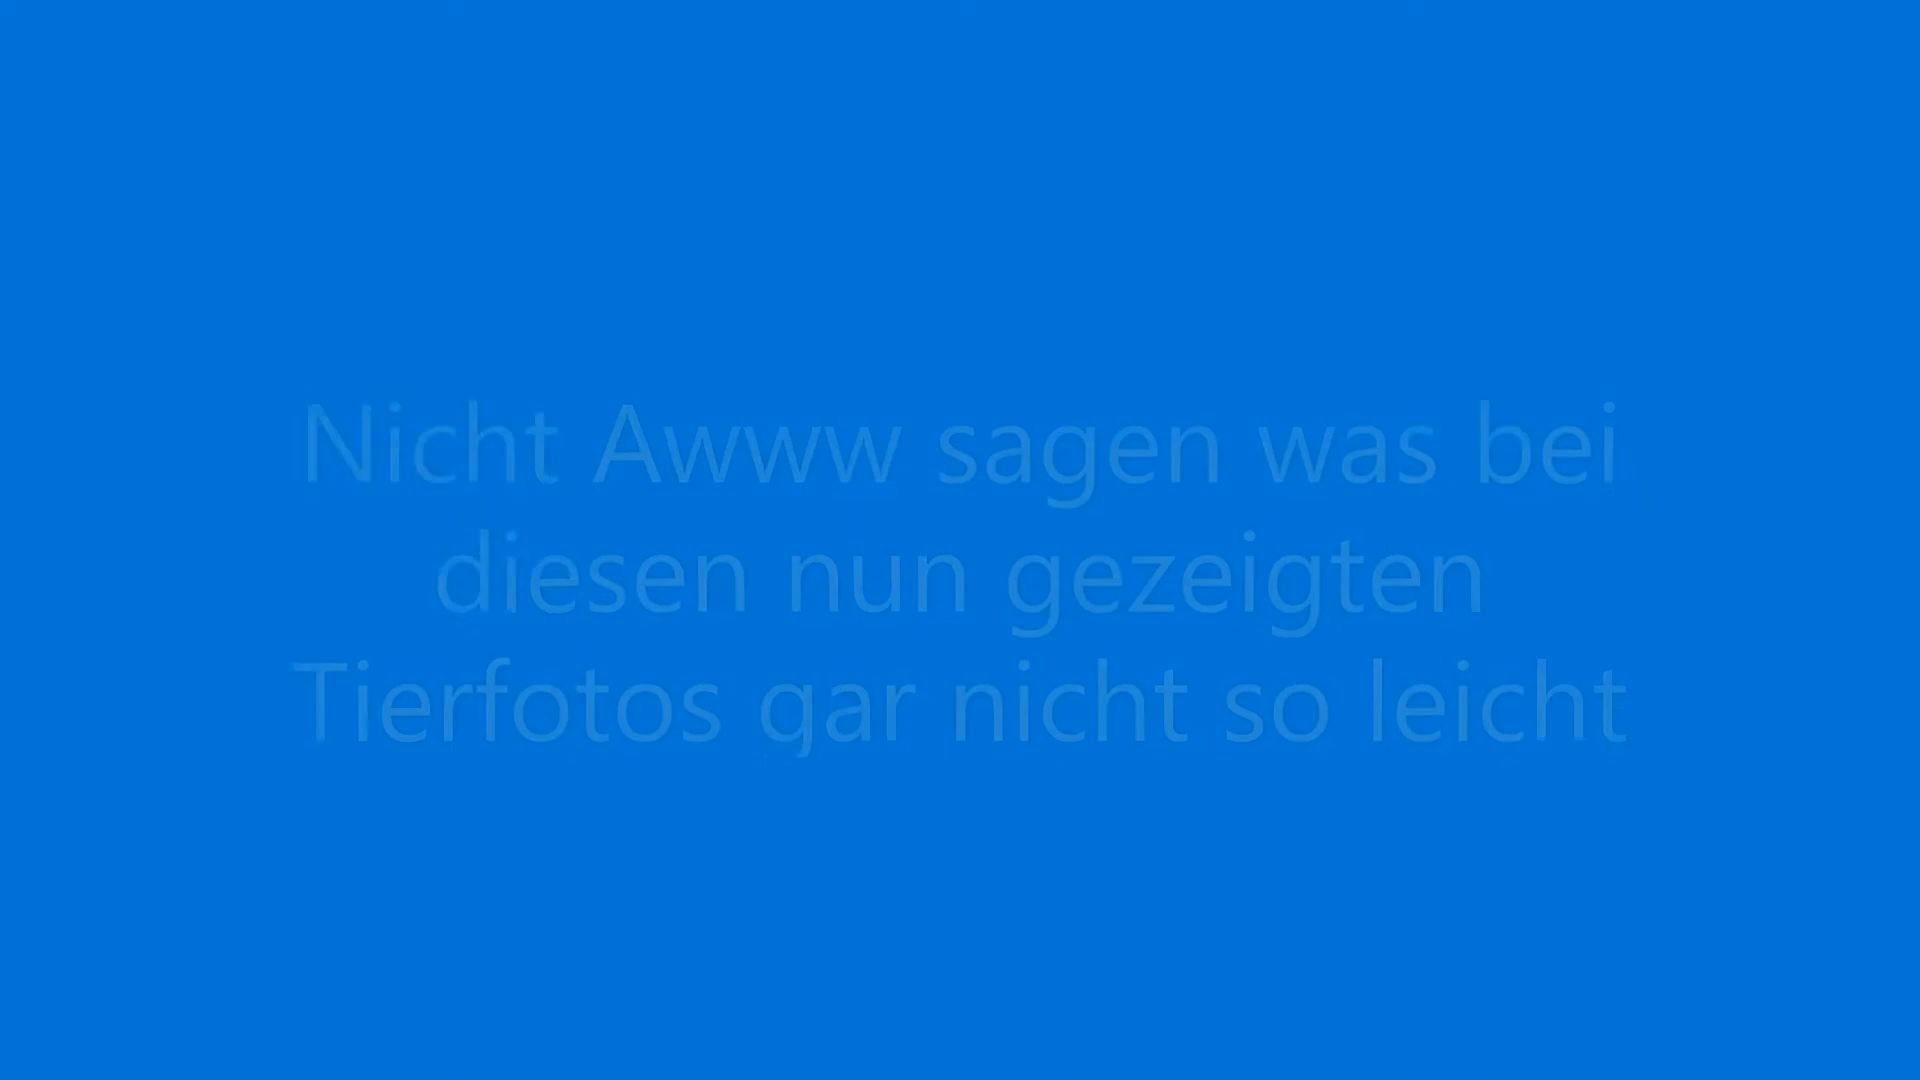 Nicht Awww sagen was bei
diesen nun gezeigten
Tierfotos gar nicht so leicht